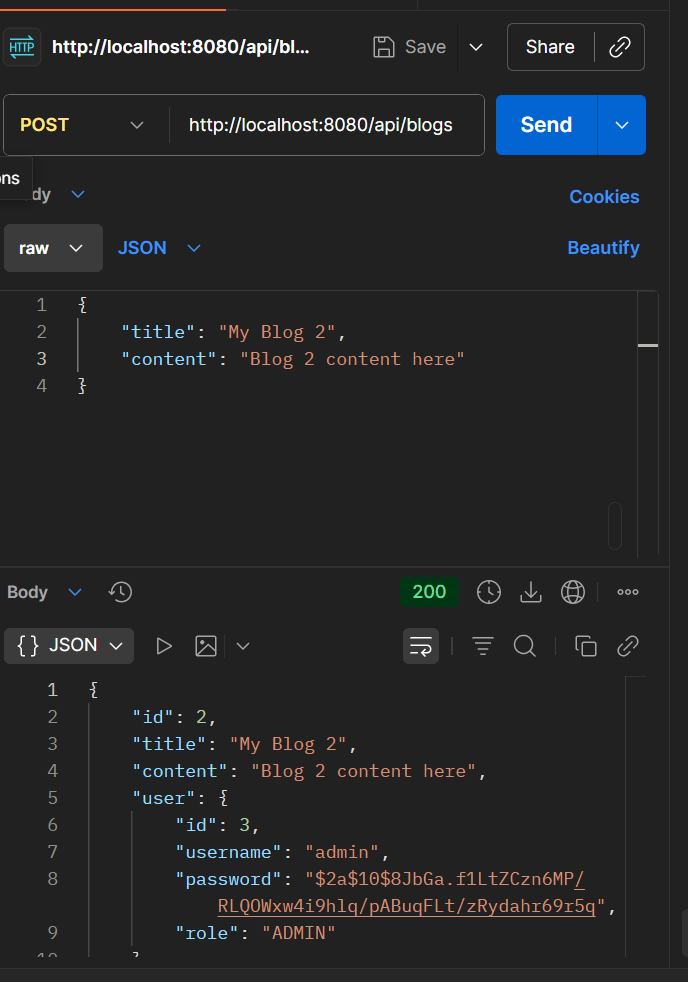 HTTP http://localhost:8080/api/bl... Save Share
POST http://localhost:8080/api/blogs Send
ons
dy Cookies
raw JSON Beautify
1 {
2 "title": "My Blog 2",
3 "content": "Blog 2 content here"
4 }
Body 200
{} JSON
1 {
2 "id": 2,
3 "title": "My Blog 2",
4 "content": "Blog 2 content here",
5 "user": {
6 "id": 3,
7 "username": "admin",
8 "password": "$2a$10$8JbGa.f1LtZCzn6MP/
RLQOWxw4i9hlq/pABuqFLt/zRydahr69r5q",
9 "role": "ADMIN"